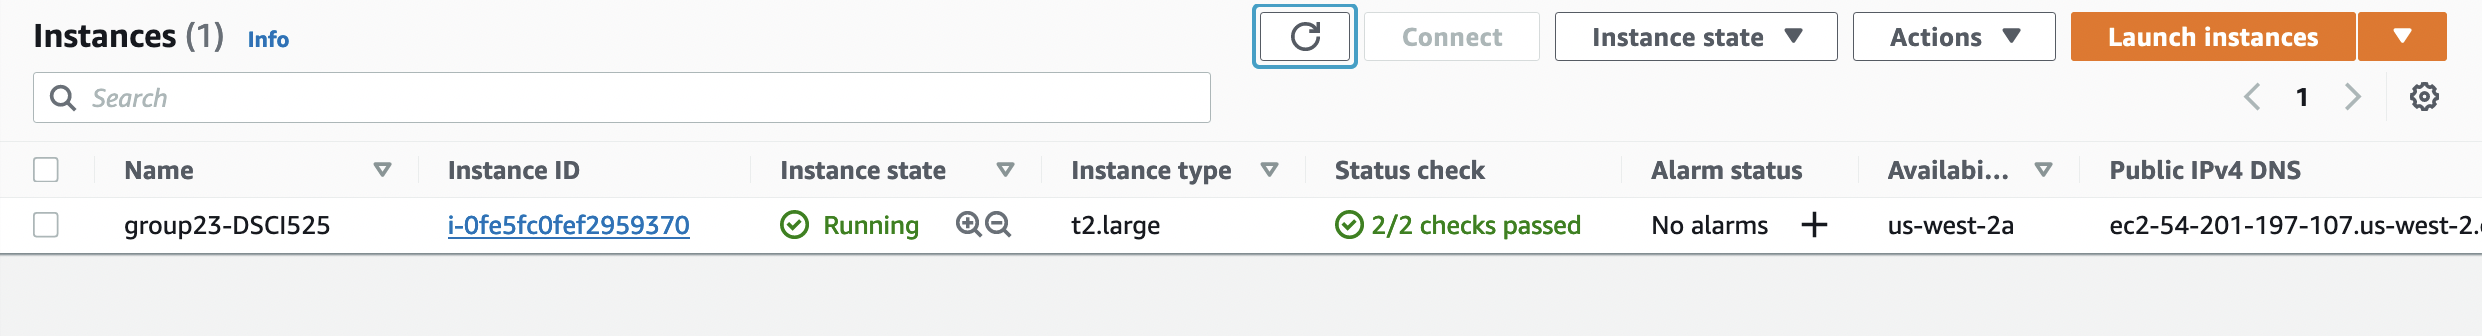 Instances (1) Info Connect Instance state Actions Launch instances
Search 1
Name Instance ID Instance state Instance type Status check Alarm status Availabi... Public IPv4 DNS
group23-DSCI525 i-0fe5fc0fef2959370 Running t2.large 2/2 checks passed No alarms us-west-2a ec2-54-201-197-107.us-west-2.